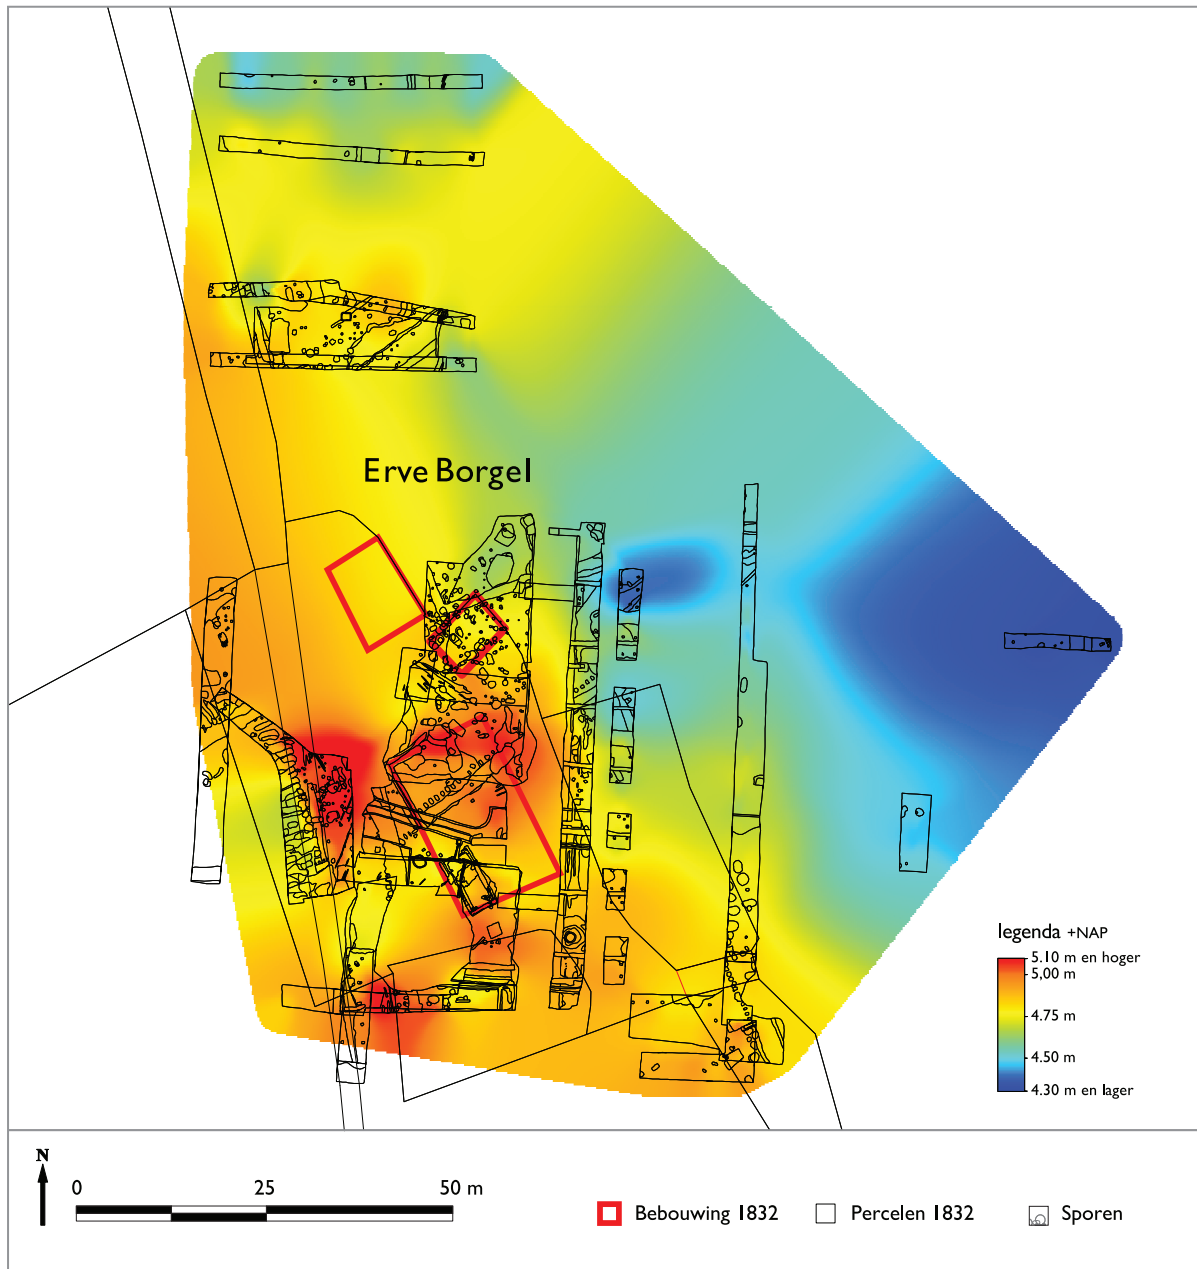 Erve Borgel
legenda +NAP
5.10 m en hoger
5,00 m
4.75 m
4.50 m
4.30 m en lager
N
0 25 50 m
Bebouwing 1832 Percelen 1832 Sporen